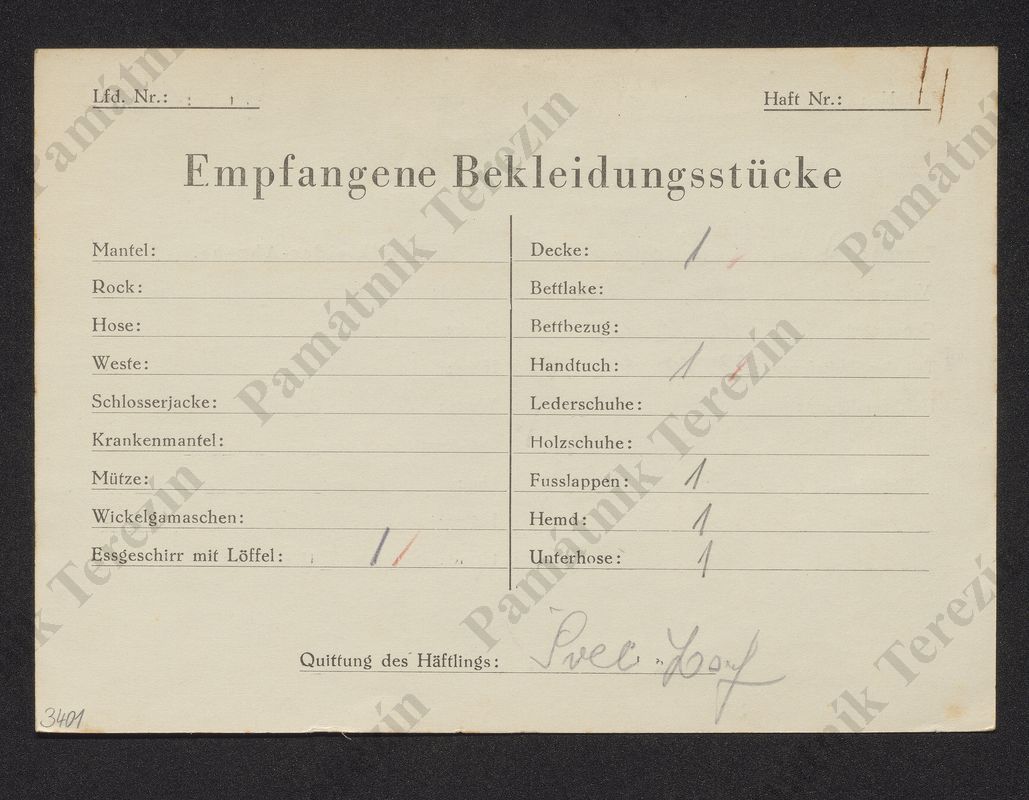 Lfd. Nr.:
Haft Nr.:
Empfangene Bekleidungsstücke
Mantel:
Rock:
Hose:
Weste:
Schlosserjacke:
Krankenmantel:
Mütze:
Wickelgamaschen:
Essgeschirr mit Löffel: 1 /
Decke: 1
Bettlake:
Bettbezug:
Handtuch: 1 /
Lederschuhe:
Holzschuhe:
Fusslappen: 1
Hemd: 1
Unterhose: 1
Quittung des Häftlings:
3401
Památník Terezín